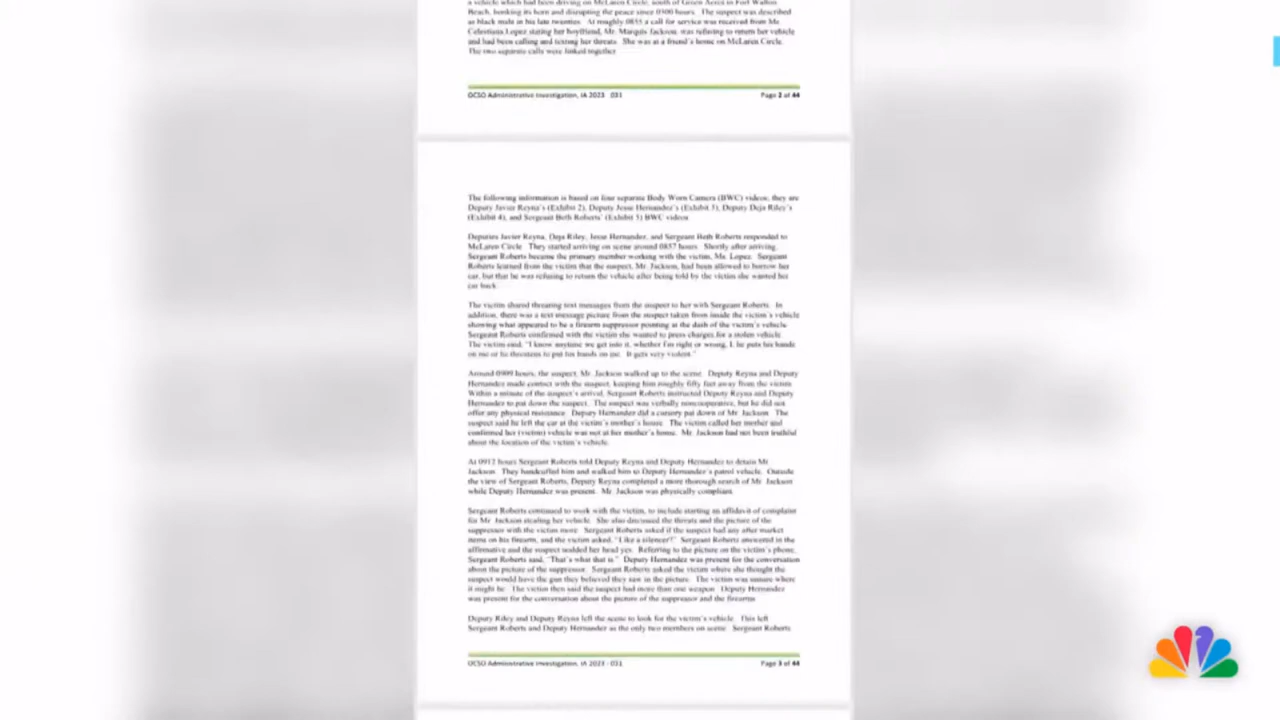 a vehicle which had been driving on McLaren Circle, south of Green Acres in Fort Walton
Beach, honking its horn and disrupting the peace since 0300 hours. The suspect was described
as black male in his late twenties. At roughly 0855 a call for service was received from Ms.
Celestiana Lopez stating her boyfriend, Mr. Marquis Jackson, was refusing to return her vehicle
and had been calling and texting her threats. She was at a friend's home on McLaren Circle.
The two separate calls were linked together
OCSO Administrative Investigation, IA 2023 - 031 Page 2 of 44
The following information is based on four separate Body Worn Camera (BWC) videos, they are
Deputy Javier Reyna's (Exhibit 2), Deputy Jesse Hernandez's (Exhibit 3), Deputy Deja Riley's
(Exhibit 4), and Sergeant Beth Roberts' (Exhibit 5) BWC videos
Deputies Javier Reyna, Deja Riley, Jesse Hernandez, and Sergeant Beth Roberts responded to
McLaren Circle. They started arriving on scene around 0857 hours. Shortly after arriving,
Sergeant Roberts became the primary member working with the victim, Ms. Lopez. Sergeant
Roberts learned from the victim that the suspect, Mr. Jackson, had been allowed to borrow her
car, but that he was refusing to return the vehicle after being told by the victim she wanted her
car back.
The victim shared threating text messages from the suspect to her with Sergeant Roberts. In
addition, there was a text message picture from the suspect taken from inside the victim's vehicle
showing what appeared to be a firearm suppressor pointing at the dash of the victim's vehicle.
Sergeant Roberts confirmed with the victim she wanted to press charges for a stolen vehicle.
The victim said, "I know anytime we get into it, whether I'm right or wrong, I, he puts his hands
on me or he threatens to put his hands on me. It gets very violent."
Around 0909 hours, the suspect, Mr. Jackson walked up to the scene. Deputy Reyna and Deputy
Hernandez made contact with the suspect, keeping him roughly fifty feet away from the victim.
Within a minute of the suspect's arrival, Sergeant Roberts instructed Deputy Reyna and Deputy
Hernandez to pat down the suspect. The suspect was verbally noncooperative, but he did not
offer any physical resistance. Deputy Hernandez did a cursory pat down of Mr. Jackson. The
suspect said he left the car at the victim's mother's house. The victim called her mother and
confirmed her (victim) vehicle was not at her mother's home. Mr. Jackson had not been truthful
about the location of the victim's vehicle.
At 0912 hours Sergeant Roberts told Deputy Reyna and Deputy Hernandez to detain Mr.
Jackson. They handcuffed him and walked him to Deputy Hernandez's patrol vehicle. Outside
the view of Sergeant Roberts, Deputy Reyna completed a more thorough search of Mr. Jackson
while Deputy Hernandez was present. Mr. Jackson was physically compliant.
Sergeant Roberts continued to work with the victim, to include starting an affidavit of complaint
for Mr. Jackson stealing her vehicle. She also discussed the threats and the picture of the
suppressor with the victim more. Sergeant Roberts asked if the suspect had any after market
items on his firearm, and the victim asked, "Like a silencer?" Sergeant Roberts answered in the
affirmative and the suspect nodded her head yes. Referring to the picture on the victim's phone,
Sergeant Roberts said, "That's what that is." Deputy Hernandez was present for the conversation
about the picture of the suppressor. Sergeant Roberts asked the victim where she thought the
suspect would have the gun they believed they saw in the picture. The victim was unsure where
it might be. The victim then said the suspect had more than one weapon. Deputy Hernandez
was present for the conversation about the picture of the suppressor and the firearms
Deputy Riley and Deputy Reyna left the scene to look for the victim's vehicle. This left
Sergeant Roberts and Deputy Hernandez as the only two members on scene. Sergeant Roberts
OCSO Administrative Investigation, IA 2023 - 031 Page 3 of 44